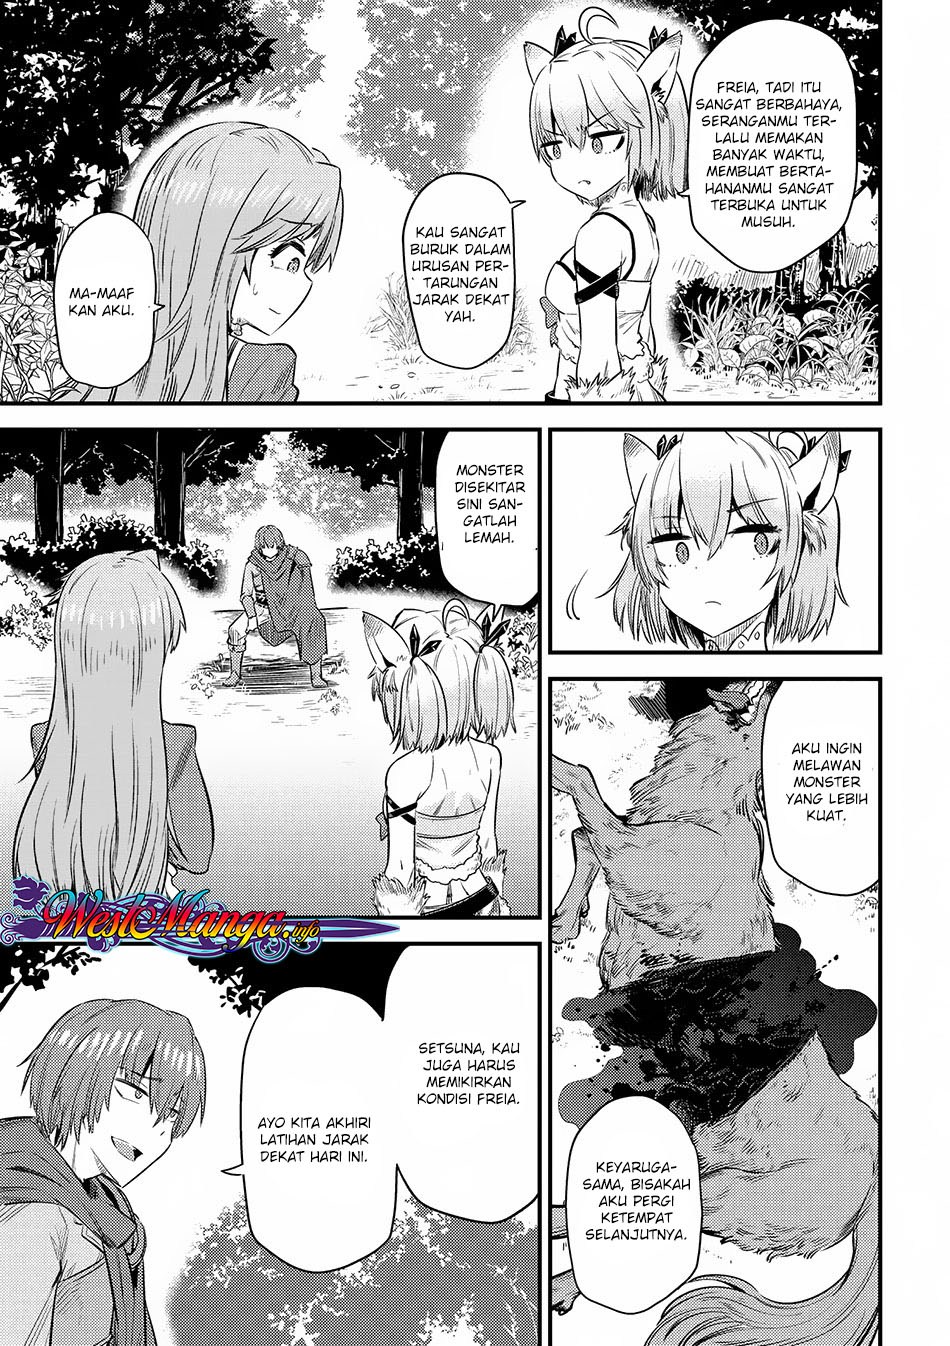 FREIA, TADI ITU
SANGAT BERBAHAYA,
SERANGANMU TER-
LALU MEMAKAN
BANYAK WAKTU,
MEMBUAT BERTA-
HANANMU SANGAT
TERBUKA UNTUK
MUSUH.
KAU SANGAT
BURUK DALAM
URUSAN PER-
TARUNGAN
JARAK DEKAT
YAH.
MA-MAAF
KAN AKU.
MONSTER
DISEKITAR
SINI SAN-
GATLAH
LEMAH.
AKU INGIN
MELAWAN
MONSTER
YANG LEBIH
KUAT.
KEYARUGA-
SAMA, BISAKAH
AKU PERGI
KETEMPAT
SELANJUTNYA.
SETSUNA, KAU
JUGA HARUS
MEMIKIRKAN
KONDISI FREIA.
AYO KITA AKHIRI
LATIHAN JARAK
DEKAT HARI INI.
WestManga.info